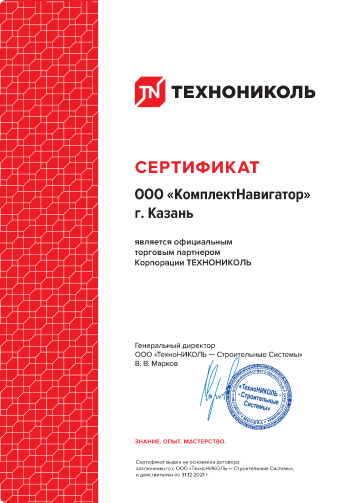 TN ТЕХНОНИКОЛЬ
СЕРТИФИКАТ
ООО «КомплектНавигатор»
г. Казань
является официальным
торговым партнером
Корпорации ТЕХНОНИКОЛЬ
Генеральный директор
ООО «ТехноНИКОЛЬ — Строительные Системы»
В. В. Марков
«ТехноНИКОЛЬ -
- Строительные
Системы»
ЗНАНИЕ. ОПЫТ. МАСТЕРСТВО.
Сертификат выдан на основании договора,
заключенного с ООО «ТехноНИКОЛЬ — Строительные Системы»,
и действителен по 31.12.2021 г.